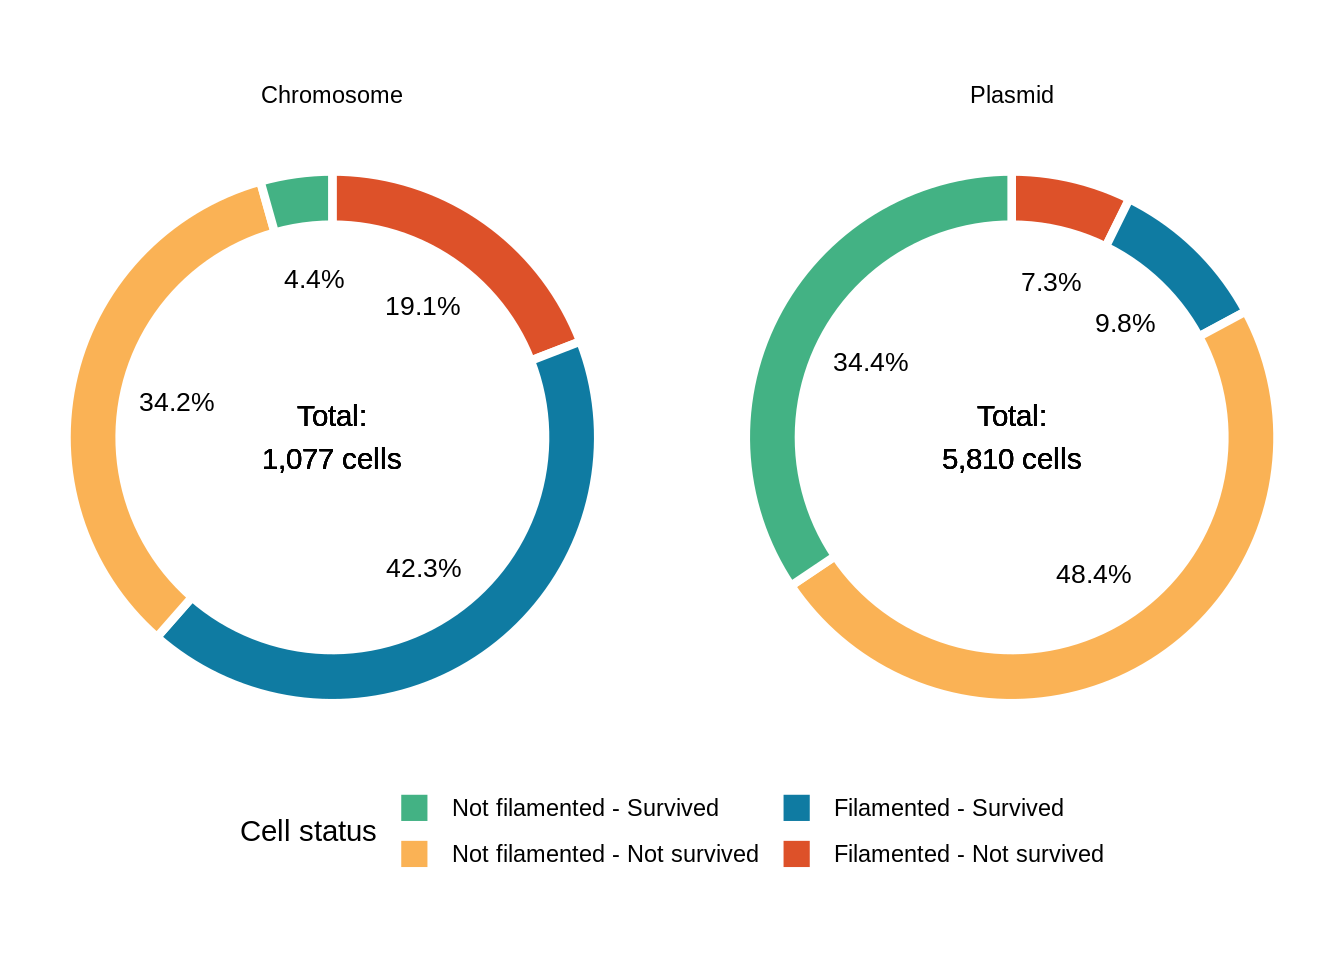 Chromosome
Plasmid
4.4%
19.1%
34.2%
Total:
1,077 cells
42.3%
7.3%
9.8%
34.4%
Total:
5,810 cells
48.4%
Cell status
Not filamented - Survived
Not filamented - Not survived
Filamented - Survived
Filamented - Not survived